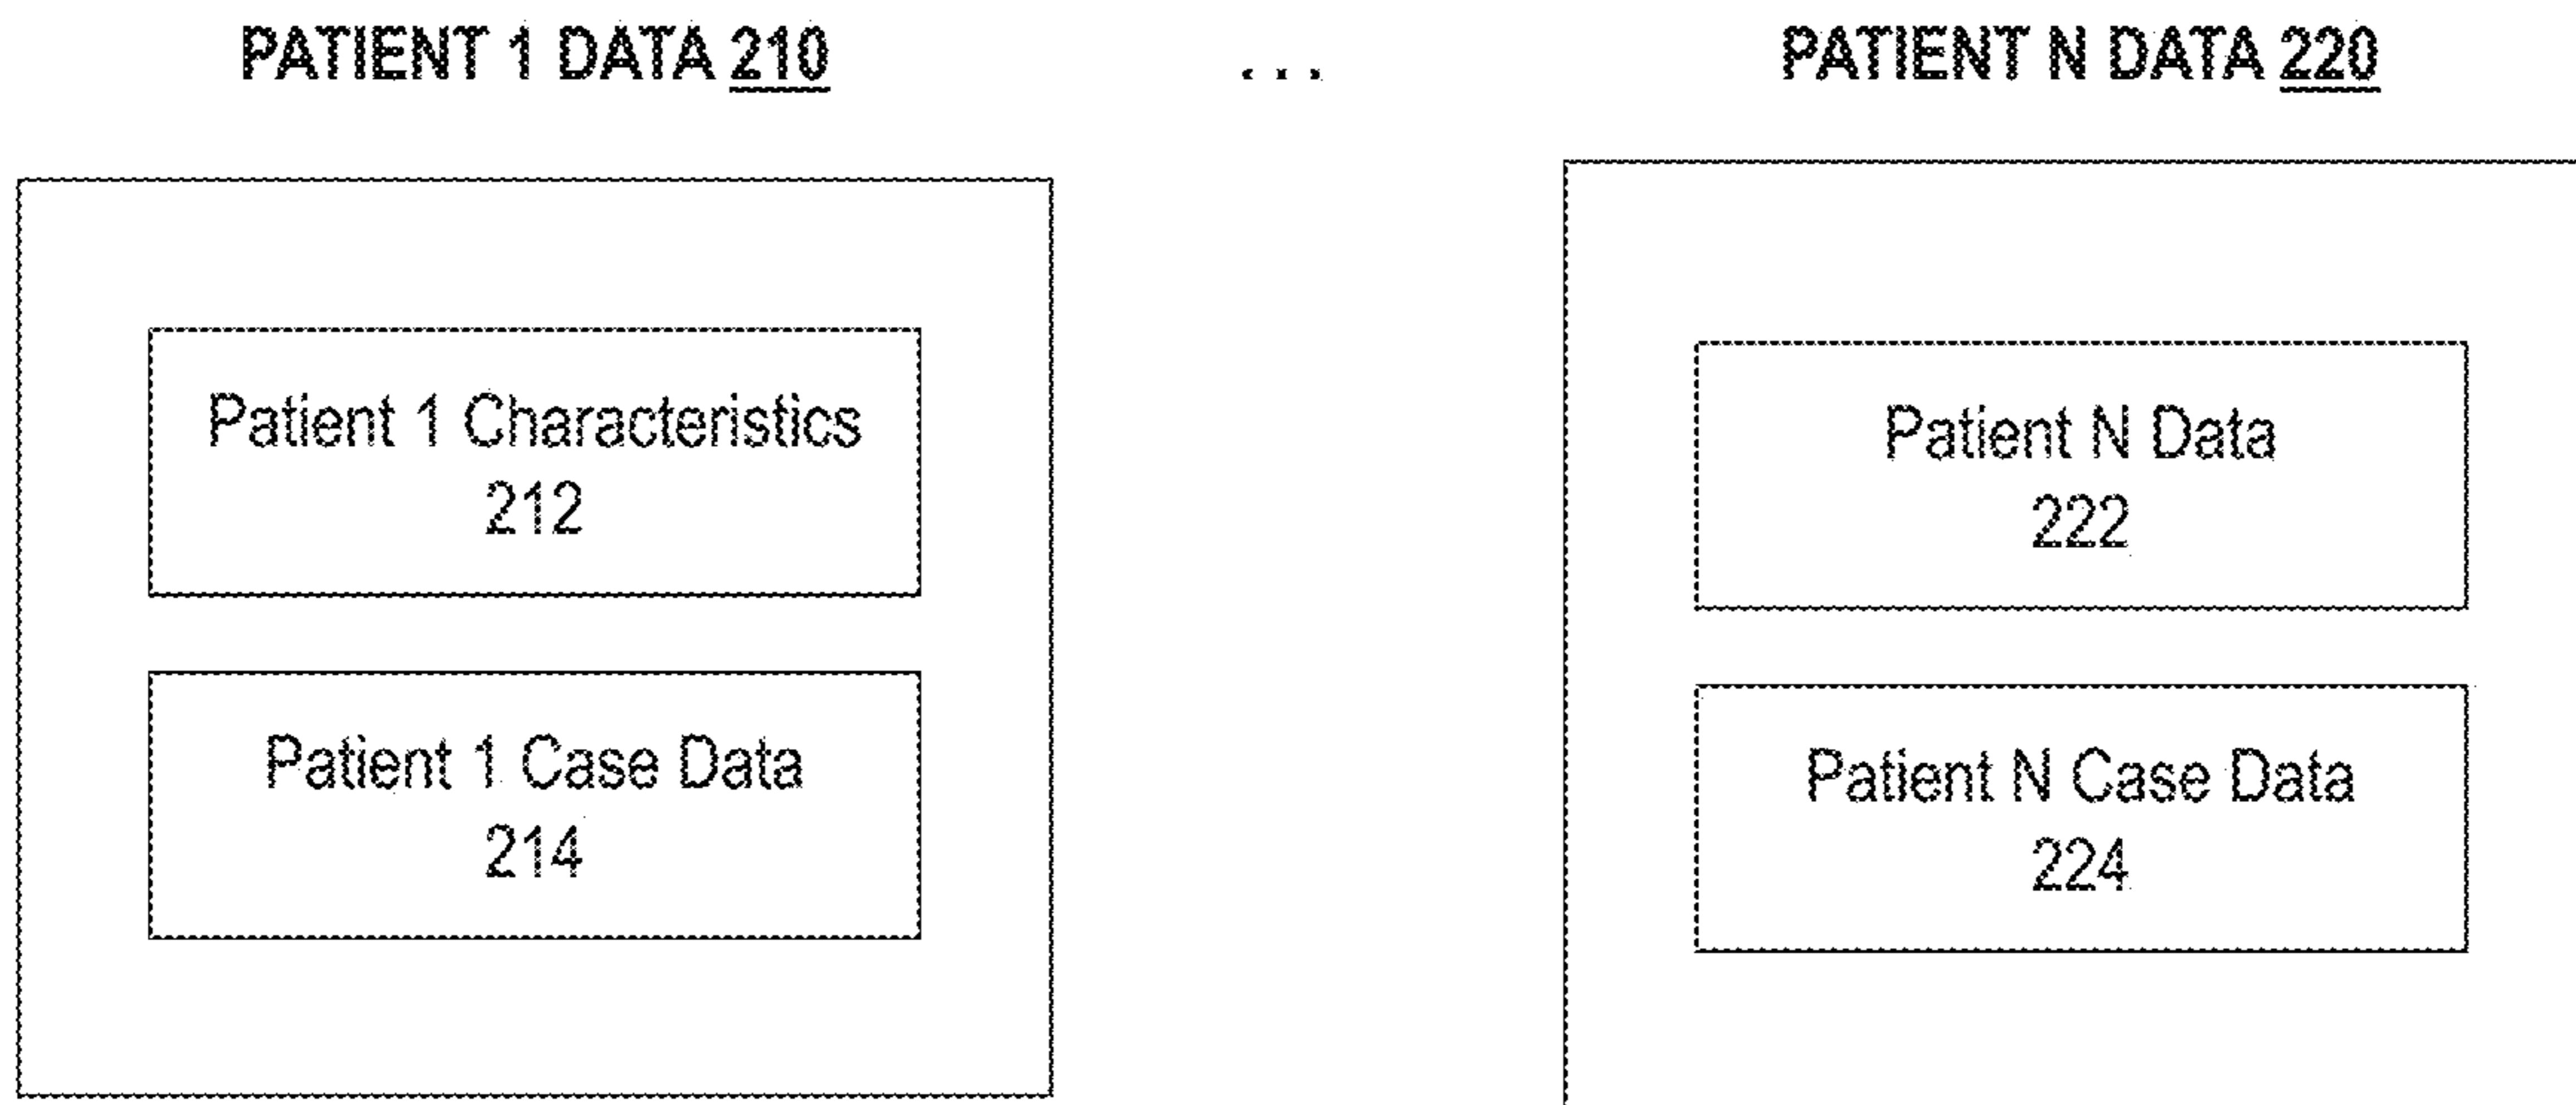 PATIENT 1 DATA 210
...
PATIENT N DATA 220
Patient 1 Characteristics
212
Patient 1 Case Data
214
Patient N Data
222
Patient N Case Data
224